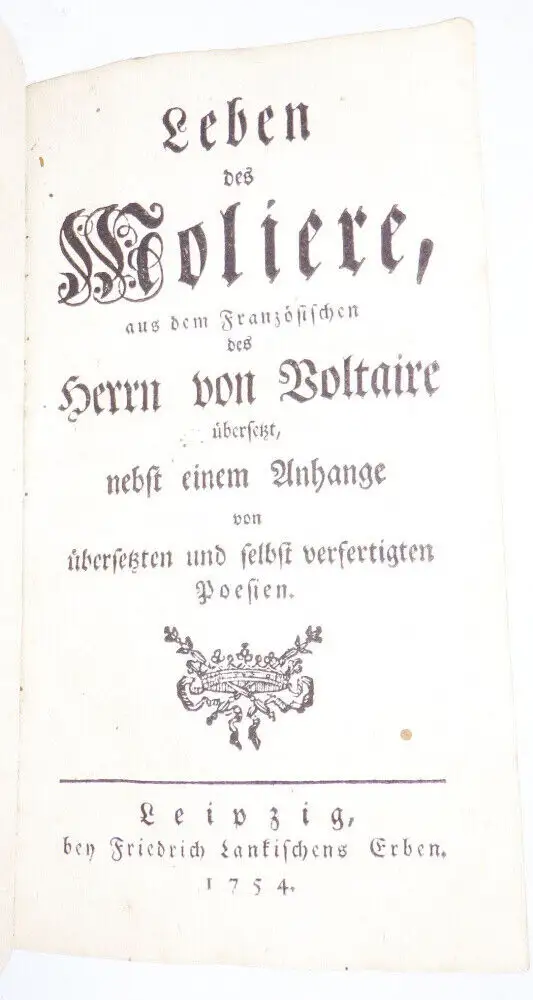 Leben
des
Moliere,
aus dem Französischen
des
Herrn von Voltaire
übersetzt,
nebst einem Anhange
von
übersetzten und selbst verfertigten
Poesien.
Leipzig,
bey Friedrich Lankischens Erben.
1754.